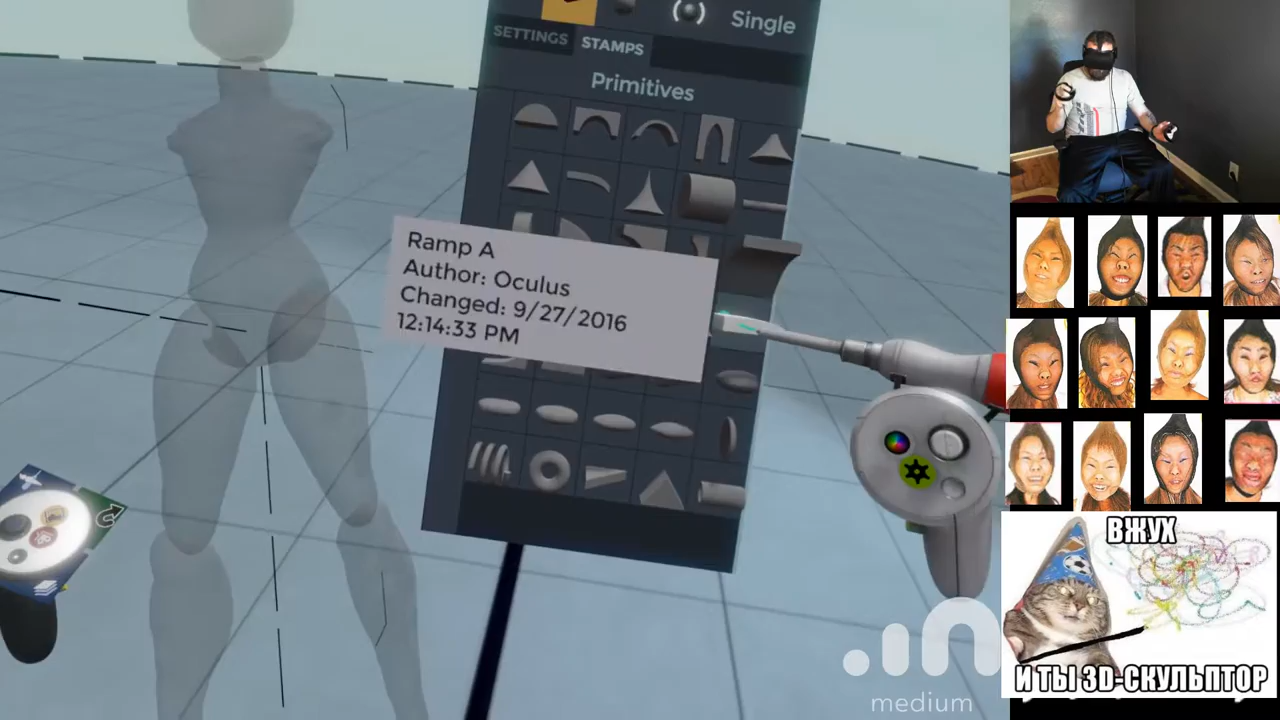 Single
SETTINGS STAMPS
Primitives
Ramp A
Author: Oculus
Changed: 9/27/2016
12:14:33 PM
medium
ВЖУХ
И ТЫ 3D-СКУЛЬПТОР